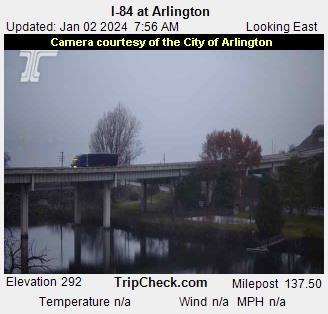 I-84 at Arlington
Updated: Jan 02 2024 7:56 AM Looking East
Camera courtesy of the City of Arlington
Elevation 292 TripCheck.com Milepost 137.50
Temperature n/a Wind n/a MPH n/a